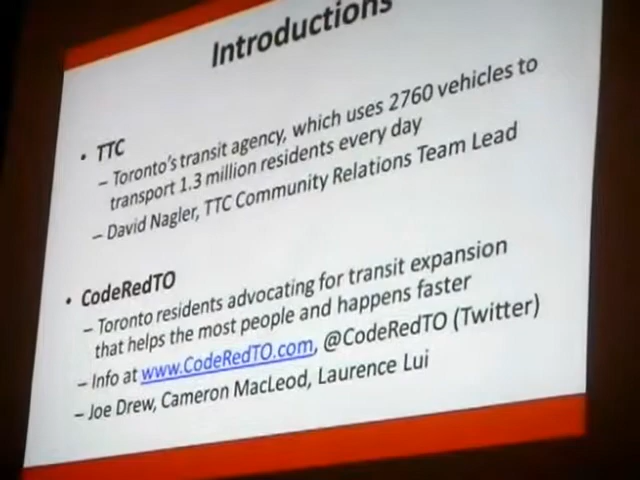 Introductions
• TTC
– Toronto's transit agency, which uses 2760 vehicles to
transport 1.3 million residents every day
– David Nagler, TTC Community Relations Team Lead
• CodeRedTO
– Toronto residents advocating for transit expansion
that helps the most people and happens faster
– Info at www.CodeRedTO.com, @CodeRedTO (Twitter)
– Joe Drew, Cameron MacLeod, Laurence Lui